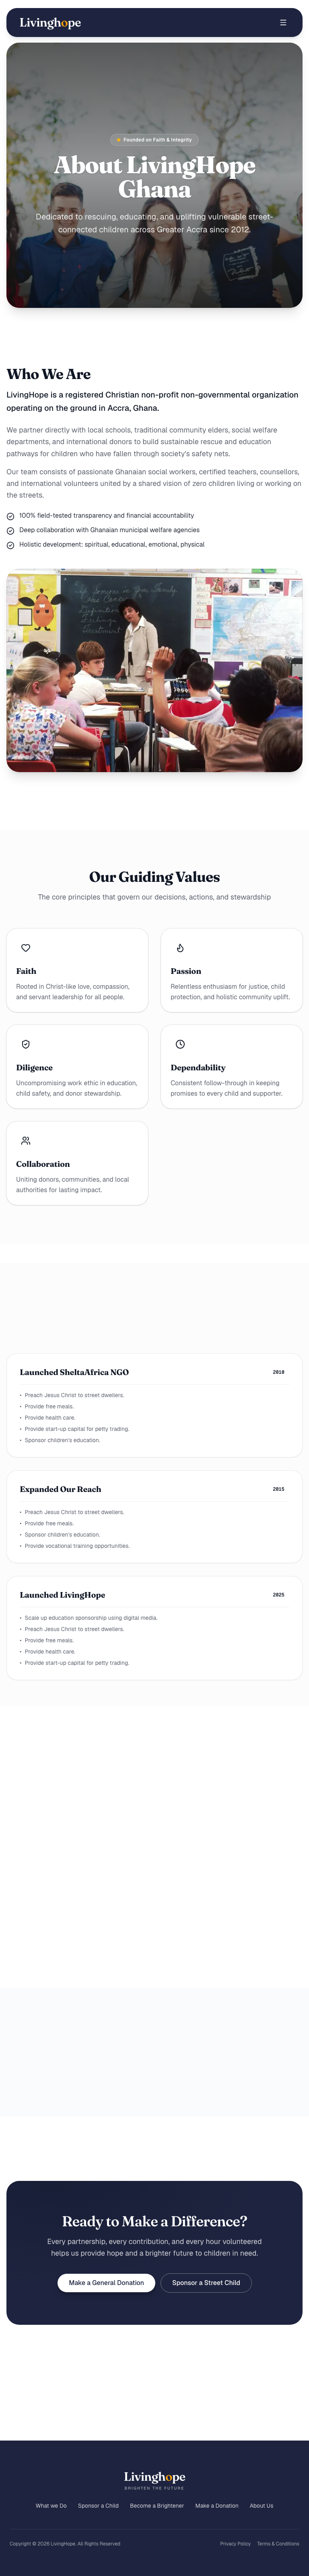 Livinghope
Founded on Faith & Integrity
About LivingHope
Ghana
Dedicated to rescuing, educating, and uplifting vulnerable street-
connected children across Greater Accra since 2012.
Who We Are
LivingHope is a registered Christian non-profit non-governmental organization
operating on the ground in Accra, Ghana.
We partner directly with local schools, traditional community elders, social welfare
departments, and international donors to build sustainable rescue and education
pathways for children who have fallen through society's safety nets.
Our team consists of passionate Ghanaian social workers, certified teachers, counsellors,
and international volunteers united by a shared vision of zero children living or working on
the streets.
100% field-tested transparency and financial accountability
Deep collaboration with Ghanaian municipal welfare agencies
Holistic development: spiritual, educational, emotional, physical
Our Guiding Values
The core principles that govern our decisions, actions, and stewardship
Faith
Rooted in Christ-like love, compassion,
and servant leadership for all people.
Passion
Relentless enthusiasm for justice, child
protection, and holistic community uplift.
Diligence
Uncompromising work ethic in education,
child safety, and donor stewardship.
Dependability
Consistent follow-through in keeping
promises to every child and supporter.
Collaboration
Uniting donors, communities, and local
authorities for lasting impact.
Launched SheltaAfrica NGO 2010
• Preach Jesus Christ to street dwellers.
• Provide free meals.
• Provide health care.
• Provide start-up capital for petty trading.
• Sponsor children's education.
Expanded Our Reach 2015
• Preach Jesus Christ to street dwellers.
• Provide free meals.
• Sponsor children's education.
• Provide vocational training opportunities.
Launched LivingHope 2025
• Scale up education sponsorship using digital media.
• Preach Jesus Christ to street dwellers.
• Provide free meals.
• Provide health care.
• Provide start-up capital for petty trading.
Ready to Make a Difference?
Every partnership, every contribution, and every hour volunteered
helps us provide hope and a brighter future to children in need.
Make a General Donation Sponsor a Street Child
Livinghope
BRIGHTEN THE FUTURE
What we Do Sponsor a Child Become a Brightener Make a Donation About Us
Copyright © 2026 LivingHope. All Rights Reserved Privacy Policy Terms & Conditions